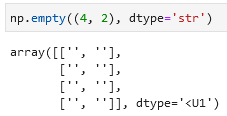 np.empty((4, 2), dtype='str')
array([['', ''],
       ['', ''],
       ['', ''],
       ['', '']], dtype='<U1')